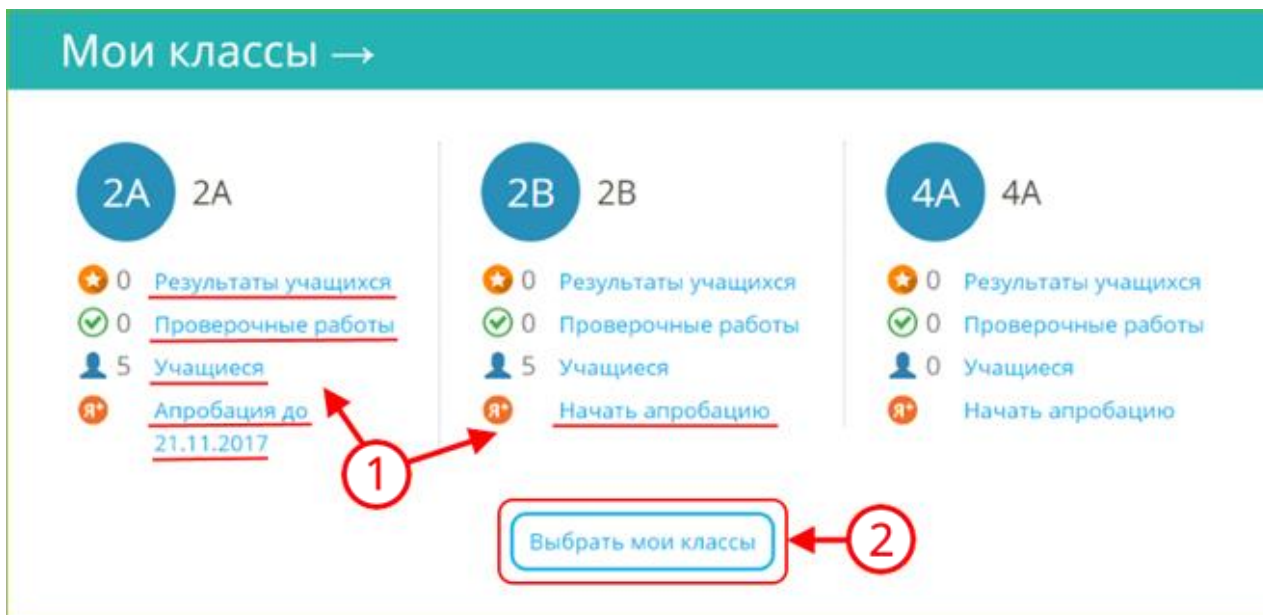 Мои классы →
2А 2А
0 Результаты учащихся
0 Проверочные работы
5 Учащиеся
Я+ Апробация до
21.11.2017
2В 2В
0 Результаты учащихся
0 Проверочные работы
5 Учащиеся
Я+ Начать апробацию
4А 4А
0 Результаты учащихся
0 Проверочные работы
0 Учащиеся
Я+ Начать апробацию
1
Выбрать мои классы
2